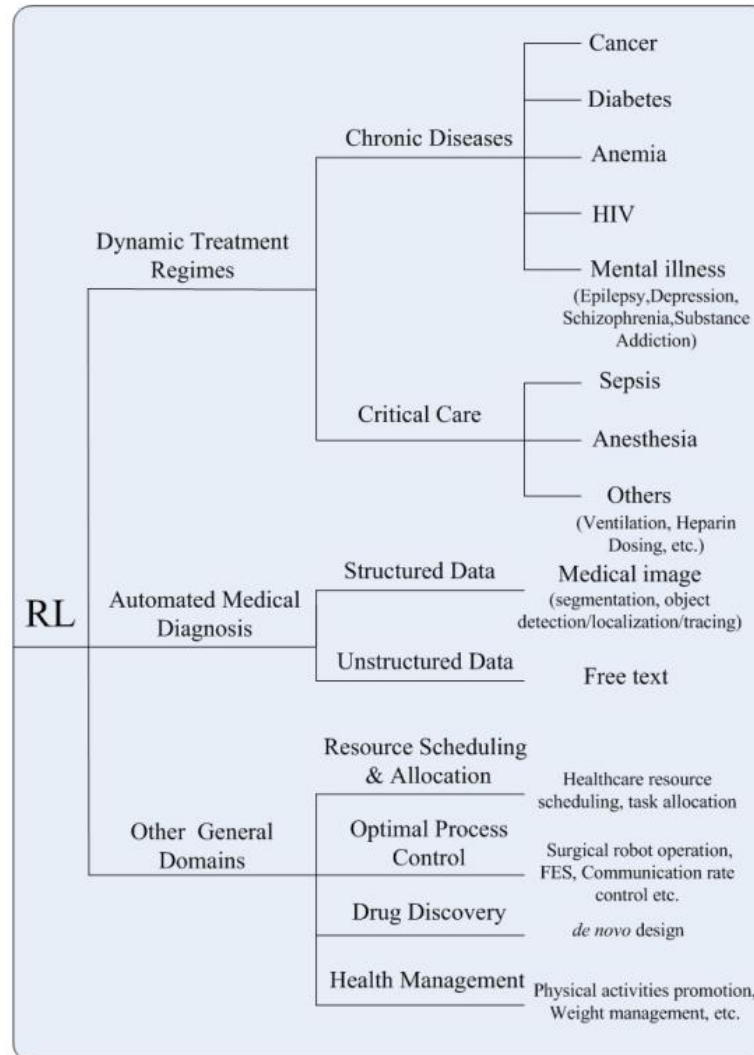 Cancer
Diabetes
Chronic Diseases
Anemia
HIV
Dynamic Treatment
Regimes
Mental illness
(Epilepsy,Depression,
Schizophrenia,Substance
Addiction)
Sepsis
Critical Care
Anesthesia
Others
(Ventilation, Heparin
Dosing, etc.)
RL
Automated Medical
Diagnosis
Structured Data
Medical image
(segmentation, object
detection/localization/tracing)
Unstructured Data
Free text
Other General
Domains
Resource Scheduling
& Allocation
Healthcare resource
scheduling, task allocation
Optimal Process
Control
Surgical robot operation,
FES, Communication rate
control etc.
Drug Discovery
de novo design
Health Management
Physical activities promotion,
Weight management, etc.